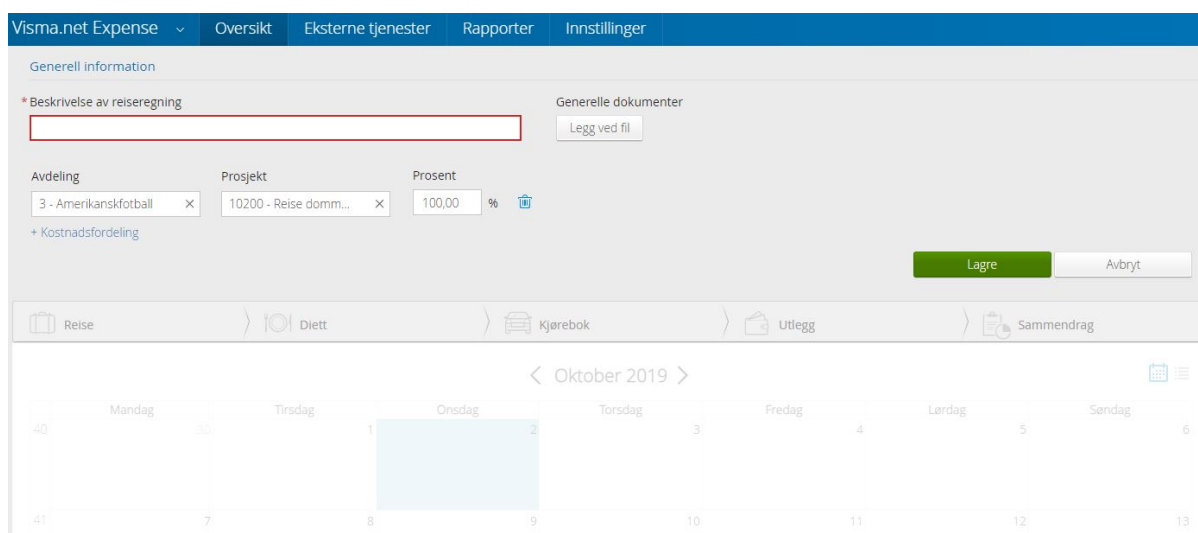 Visma.net Expense Oversikt Eksterne tjenester Rapporter Innstillinger
Generell information
* Beskrivelse av reiseregning Generelle dokumenter
Legg ved fil
Avdeling Prosjekt Prosent
3 - Amerikanskfotball × 10200 - Reise domm... × 100,00 %
+ Kostnadsfordeling
Lagre Avbryt
Reise Diett Kjørebok Utlegg Sammendrag
< Oktober 2019 >
Mandag Tirsdag Onsdag Torsdag Fredag Lørdag Søndag
40 30 1 2 3 4 5 6
41 7 8 9 10 11 12 13